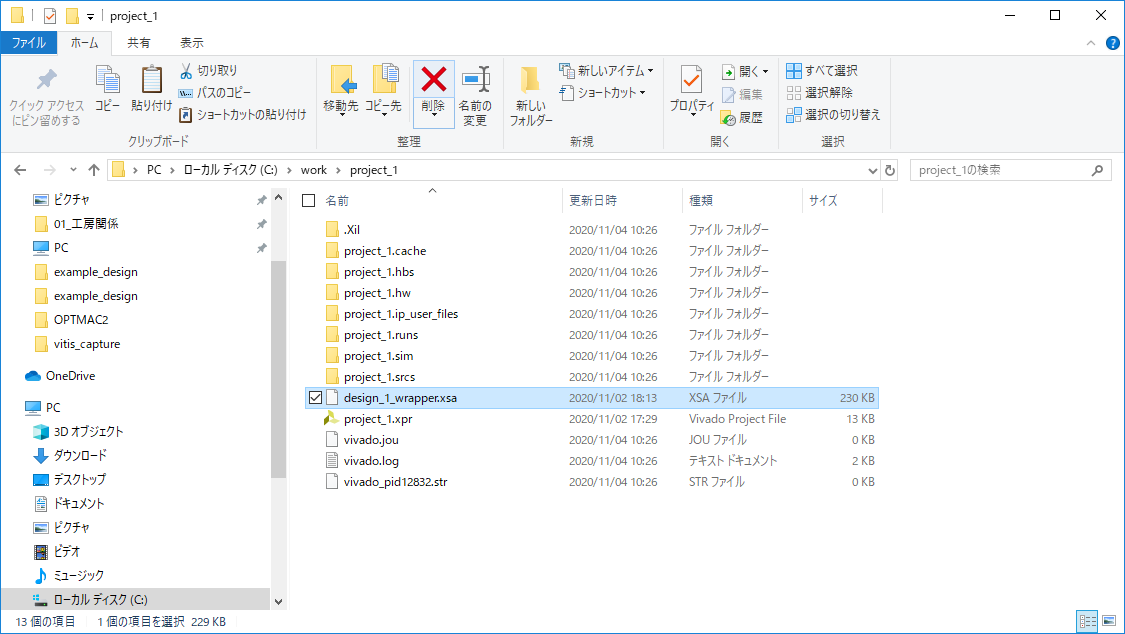 project_1
ファイル ホーム 共有 表示
クイック アクセス
にピン留めする
コピー
貼り付け
切り取り
パスのコピー
ショートカットの貼り付け
クリップボード
移動先
コピー先
削除
名前の
変更
整理
新しい
フォルダー
新しいアイテム
ショートカット
新規
プロパティ
開く
編集
履歴
開く
すべて選択
選択解除
選択の切り替え
選択
PC › ローカル ディスク (C:) › work › project_1
project_1の検索
ピクチャ
01_工房関係
PC
example_design
example_design
OPTMAC2
vitis_capture
OneDrive
PC
3D オブジェクト
ダウンロード
デスクトップ
ドキュメント
ピクチャ
ビデオ
ミュージック
ローカル ディスク (C:)
名前 更新日時 種類 サイズ
.Xil 2020/11/04 10:26 ファイル フォルダー
project_1.cache 2020/11/04 10:26 ファイル フォルダー
project_1.hbs 2020/11/04 10:26 ファイル フォルダー
project_1.hw 2020/11/04 10:26 ファイル フォルダー
project_1.ip_user_files 2020/11/04 10:26 ファイル フォルダー
project_1.runs 2020/11/04 10:26 ファイル フォルダー
project_1.sim 2020/11/04 10:26 ファイル フォルダー
project_1.srcs 2020/11/04 10:26 ファイル フォルダー
design_1_wrapper.xsa 2020/11/02 18:13 XSA ファイル 230 KB
project_1.xpr 2020/11/02 17:29 Vivado Project File 13 KB
vivado.jou 2020/11/04 10:26 JOU ファイル 0 KB
vivado.log 2020/11/04 10:26 テキスト ドキュメント 2 KB
vivado_pid12832.str 2020/11/04 10:26 STR ファイル 0 KB
13 個の項目 1 個の項目を選択 229 KB